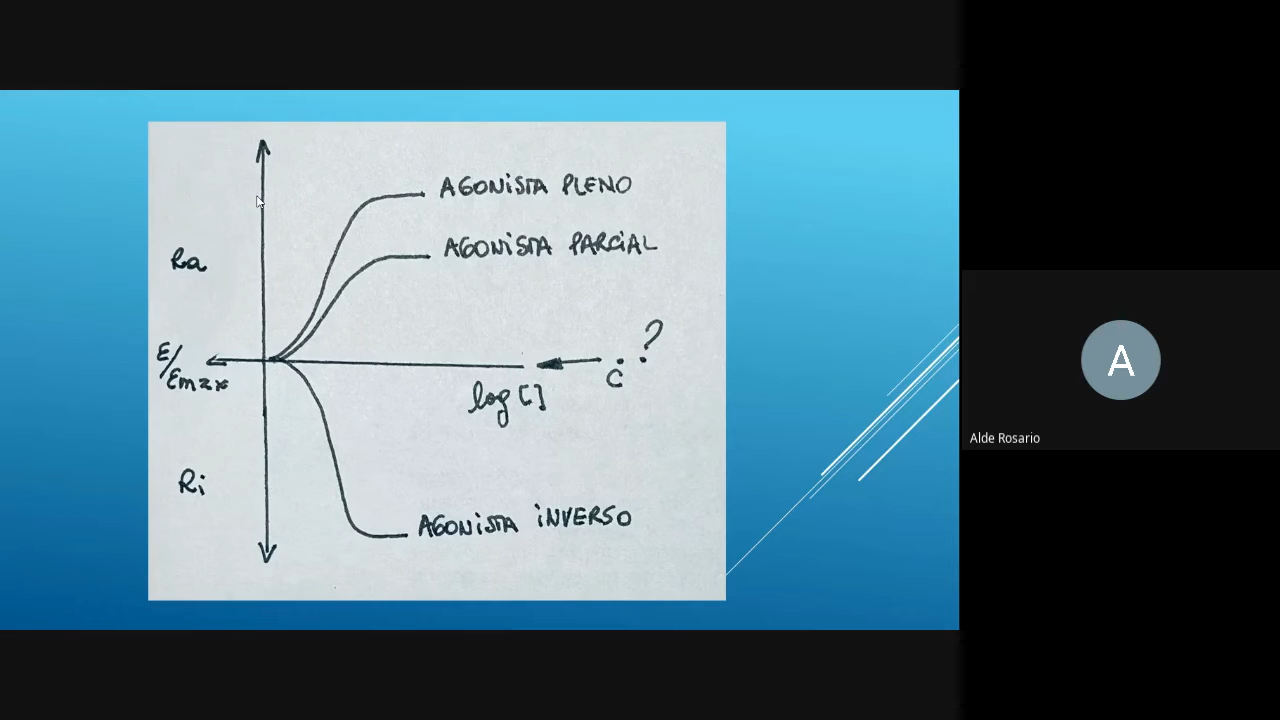 AGONISTA PLENO
AGONISTA PARCIAL
Ra
E/Emax
¿?
log []
Ri
AGONISTA INVERSO
A
Alde Rosario